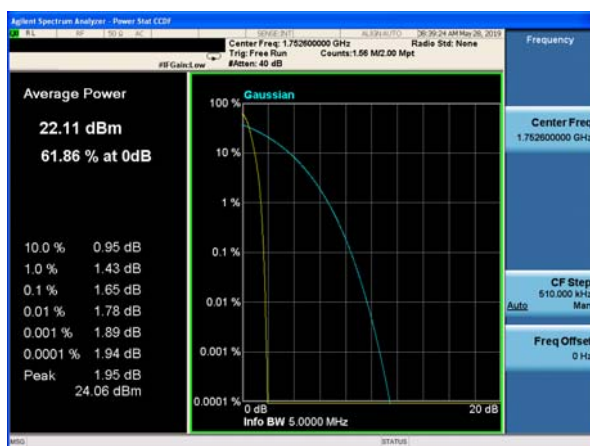 Agilent Spectrum Analyzer - Power Stat CCDF
RL RF 50 Ω AC SENSE:INT ALIGN AUTO 08:39:24 AM May 28, 2019
Center Freq: 1.752600000 GHz Radio Std: None
Trig: Free Run Counts:1.56 M/2.00 Mpt
#IFGain:Low #Atten: 40 dB
Frequency
Average Power
22.11 dBm
61.86 % at 0dB
10.0 % 0.95 dB
1.0 % 1.43 dB
0.1 % 1.65 dB
0.01 % 1.78 dB
0.001 % 1.89 dB
0.0001 % 1.94 dB
Peak 1.95 dB
24.06 dBm
Gaussian
100 %
10 %
1 %
0.1 %
0.01 %
0.001 %
0.0001 %
0 dB 20 dB
Info BW 5.0000 MHz
Center Freq
1.752600000 GHz
CF Step
510.000 kHz
Auto Man
Freq Offset
0 Hz
MSG STATUS